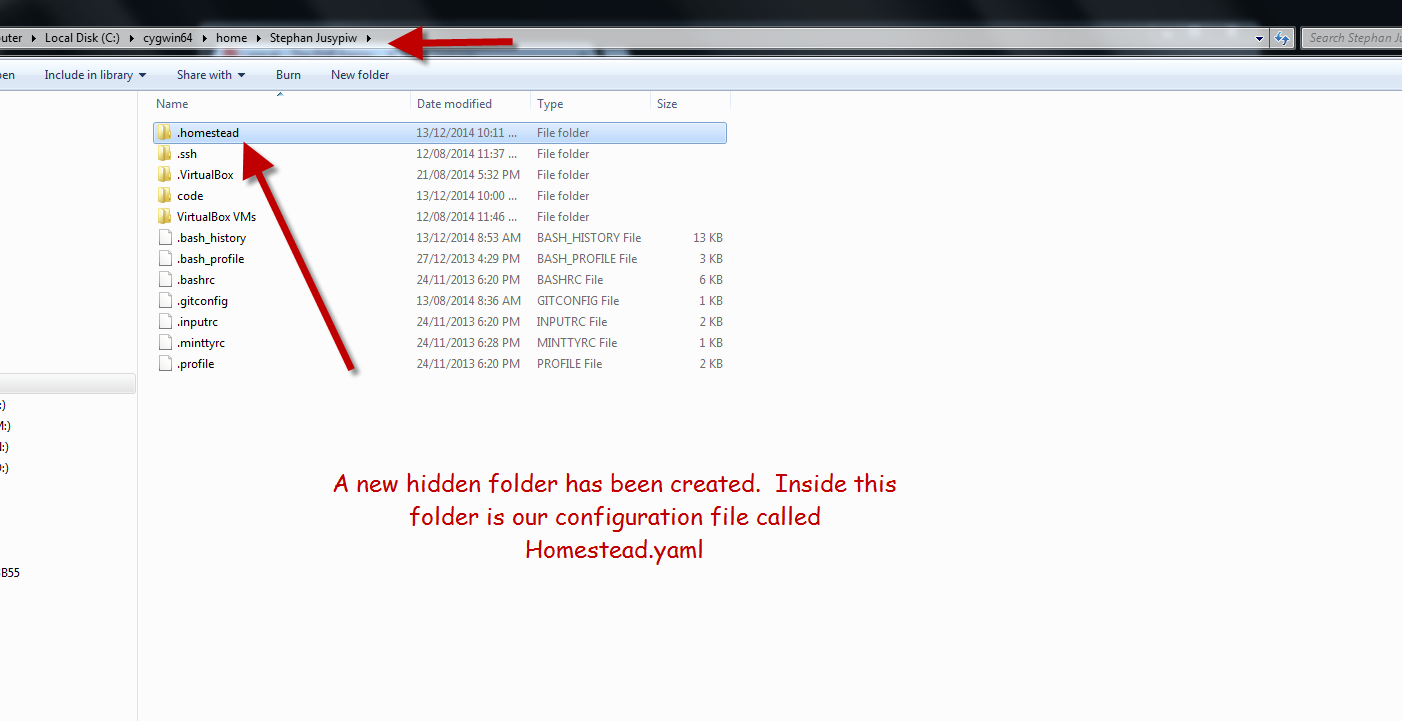 Local Disk (C:) cygwin64 home Stephan Jusypiw Search Stephan
Include in library Share with Burn New folder
Name Date modified Type Size
.homestead 13/12/2014 10:11 ... File folder
.ssh 12/08/2014 11:37 ... File folder
.VirtualBox 21/08/2014 5:32 PM File folder
code 13/12/2014 10:00 ... File folder
VirtualBox VMs 12/08/2014 11:46 ... File folder
.bash_history 13/12/2014 8:53 AM BASH_HISTORY File 13 KB
.bash_profile 27/12/2013 4:29 PM BASH_PROFILE File 3 KB
.bashrc 24/11/2013 6:20 PM BASHRC File 6 KB
.gitconfig 13/08/2014 8:36 AM GITCONFIG File 1 KB
.inputrc 24/11/2013 6:20 PM INPUTRC File 2 KB
.minttyrc 24/11/2013 6:28 PM MINTTYRC File 1 KB
.profile 24/11/2013 6:20 PM PROFILE File 2 KB
A new hidden folder has been created. Inside this
folder is our configuration file called
Homestead.yaml